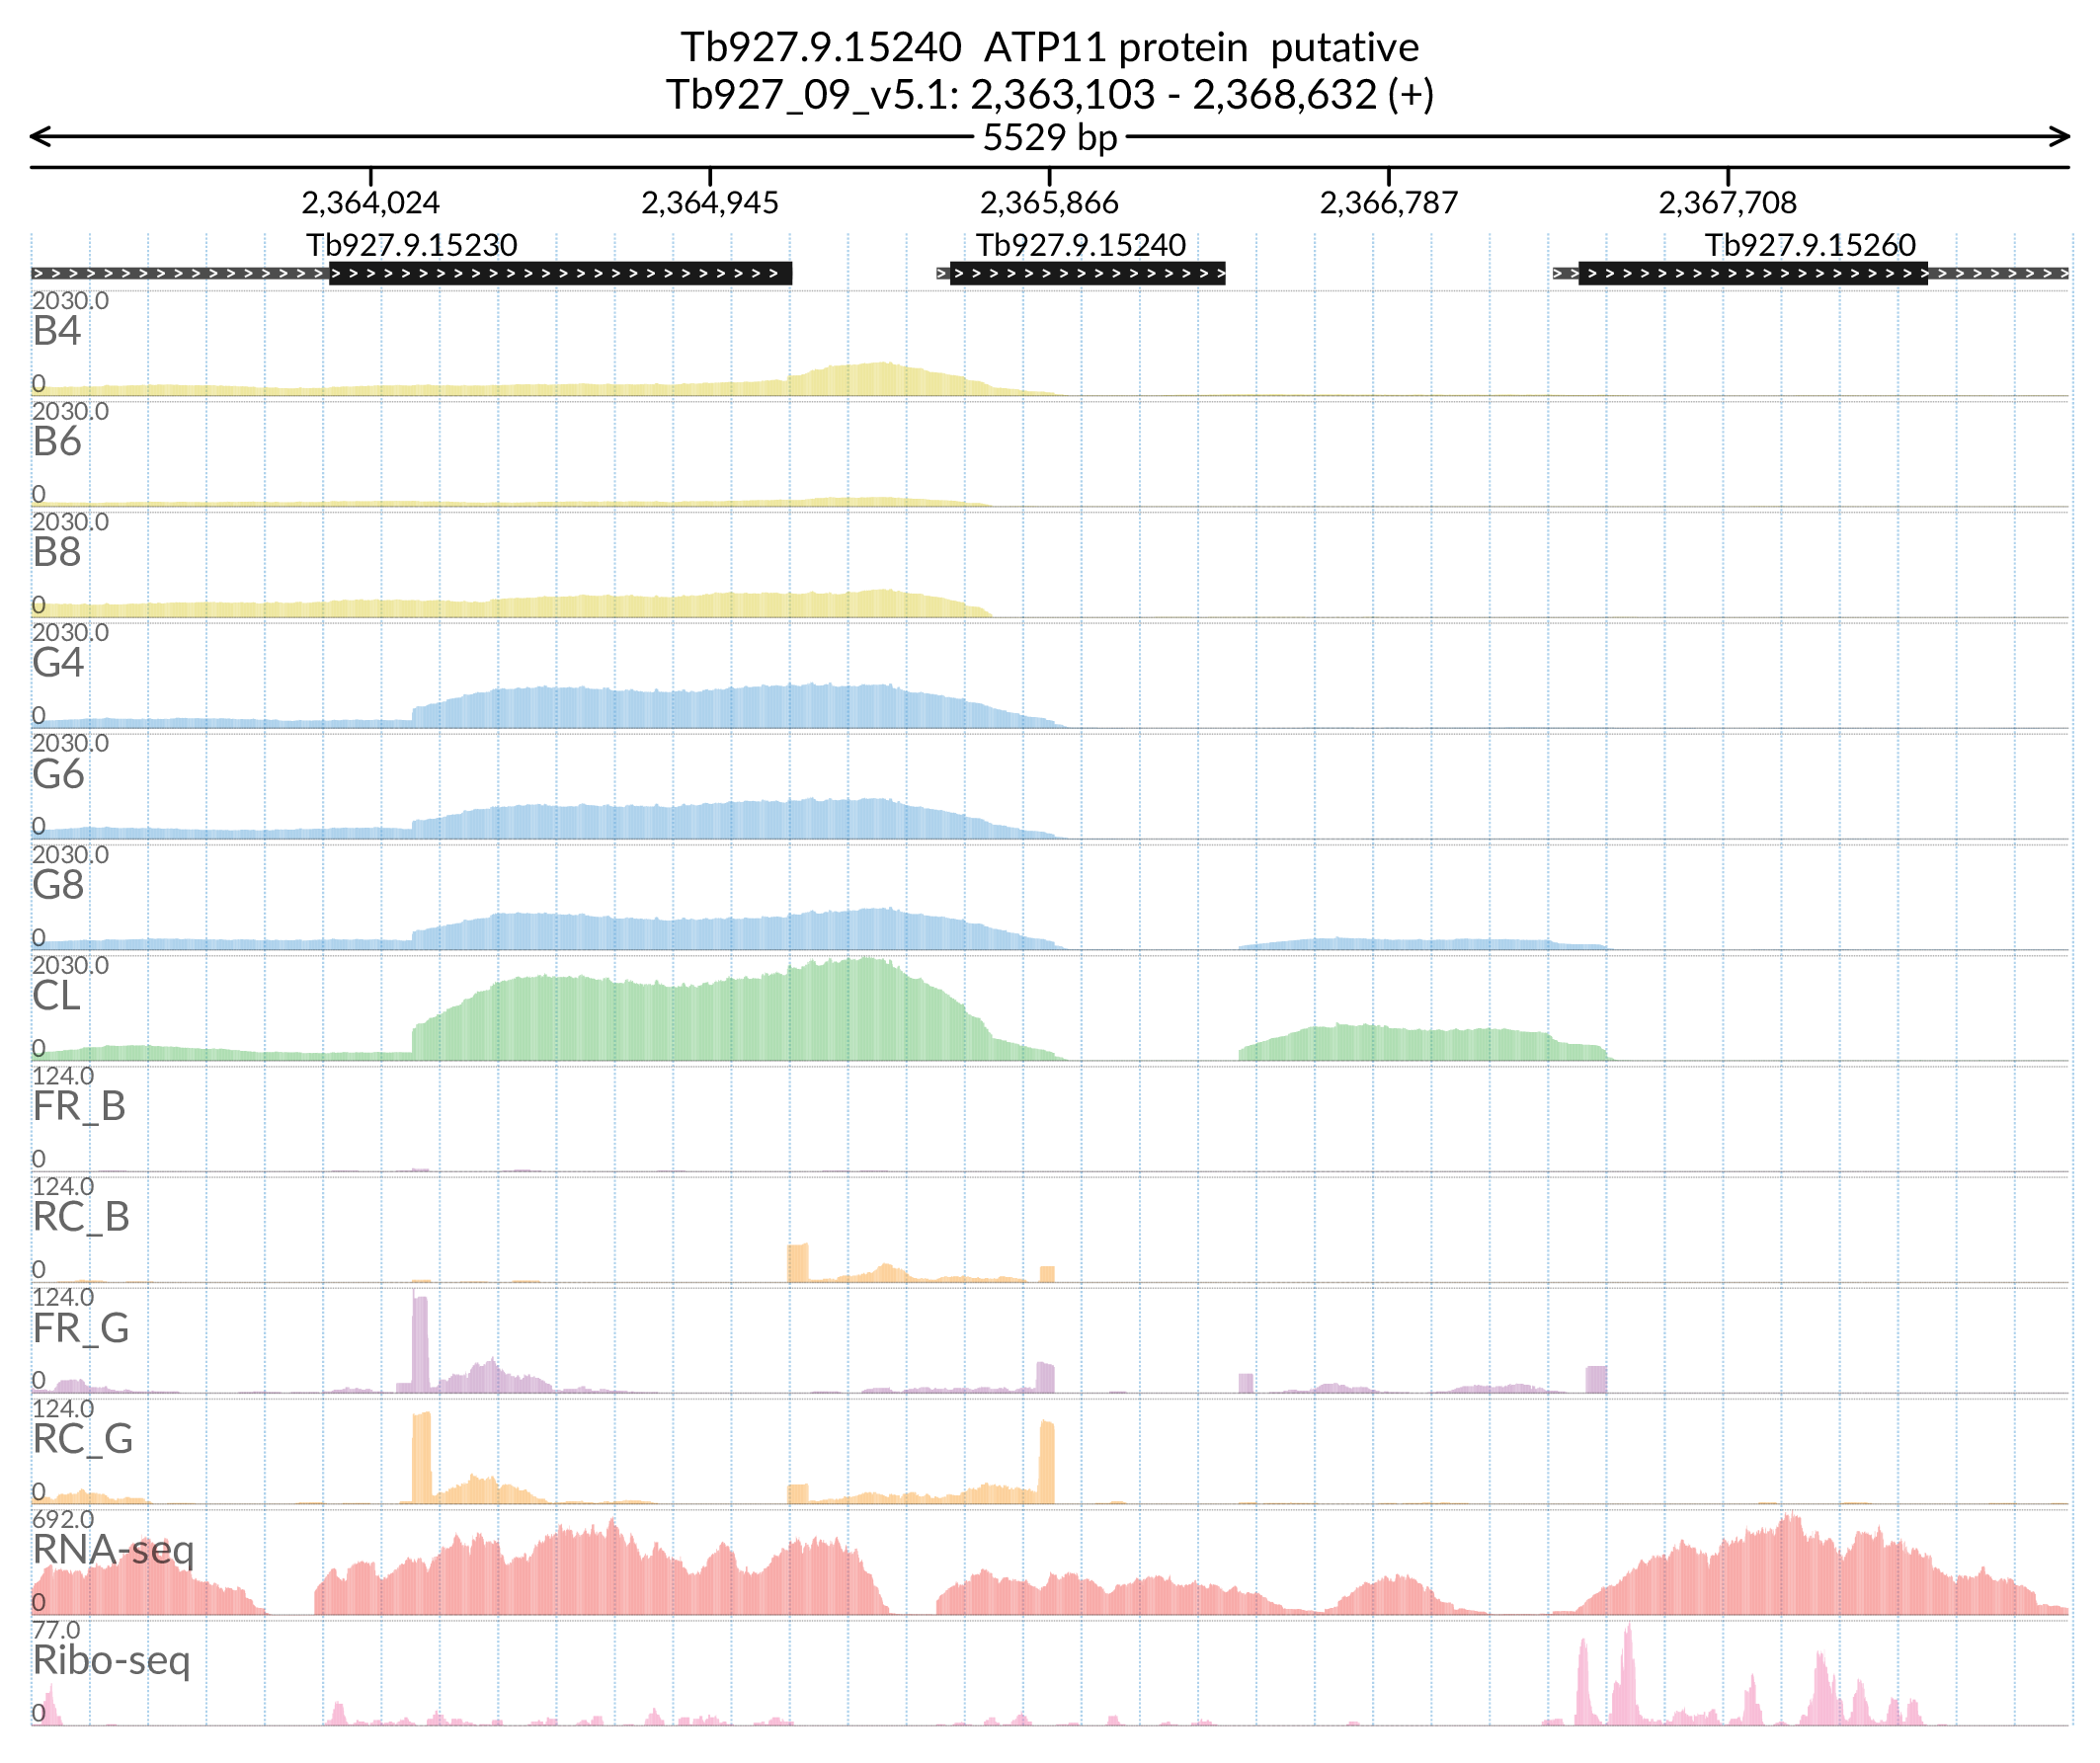 Tb927.9.15240  ATP11 protein  putative
Tb927_09_v5.1: 2,363,103 - 2,368,632 (+)
5529 bp
2,364,024 2,364,945 2,365,866 2,366,787 2,367,708
Tb927.9.15230 Tb927.9.15240 Tb927.9.15260
2030.0
B4
0
2030.0
B6
0
2030.0
B8
0
2030.0
G4
0
2030.0
G6
0
2030.0
G8
0
2030.0
CL
0
124.0
FR_B
0
124.0
RC_B
0
124.0
FR_G
0
124.0
RC_G
0
692.0
RNA-seq
0
77.0
Ribo-seq
0